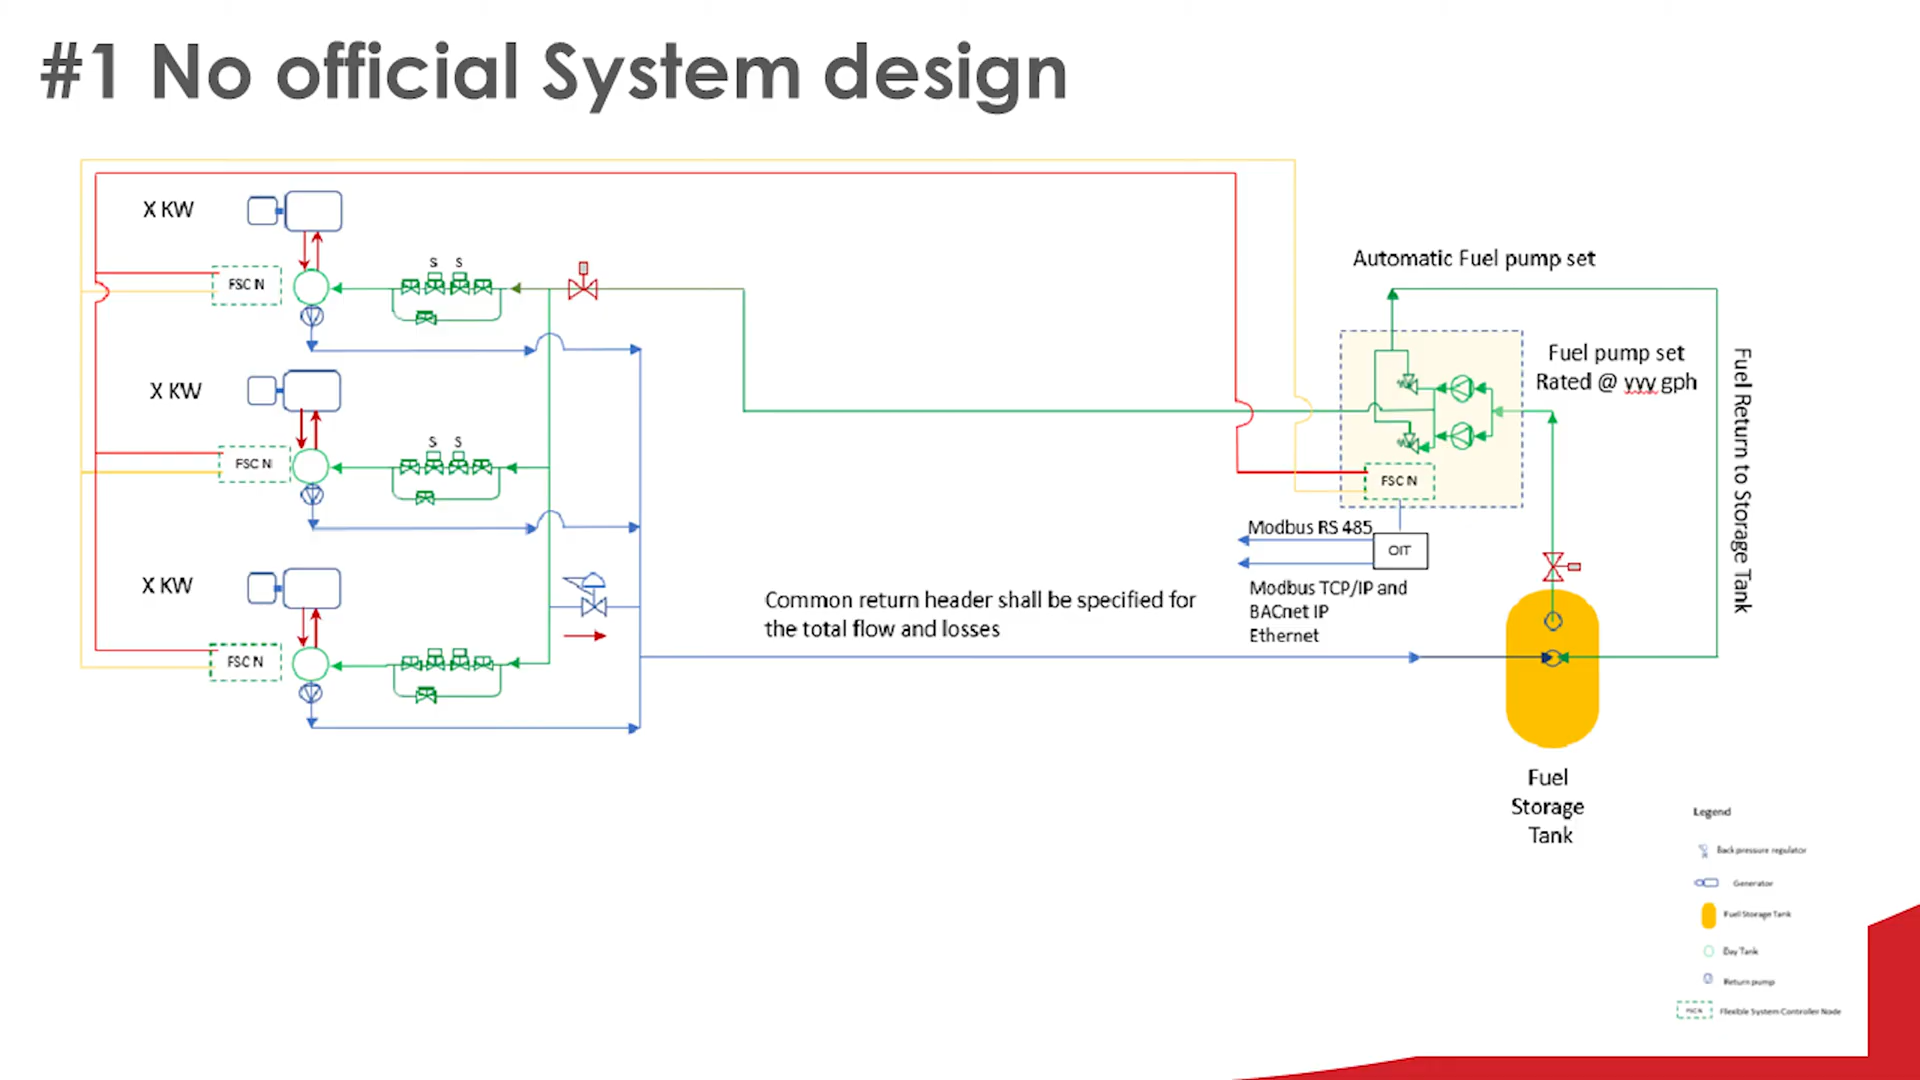 #1 No official System design
X KW
FSC N
S S
X KW
FSC N
S S
X KW
FSC N
Automatic Fuel pump set
Fuel pump set
Rated @ yyy gph
Fuel Return to Storage Tank
FSC N
Modbus RS 485
OIT
Modbus TCP/IP and
BACnet IP
Ethernet
Common return header shall be specified for
the total flow and losses
Fuel
Storage
Tank
Legend
Back pressure regulator
Generator
Fuel Storage Tank
Day Tank
Return pump
FSC N
Flexible System Controller Node